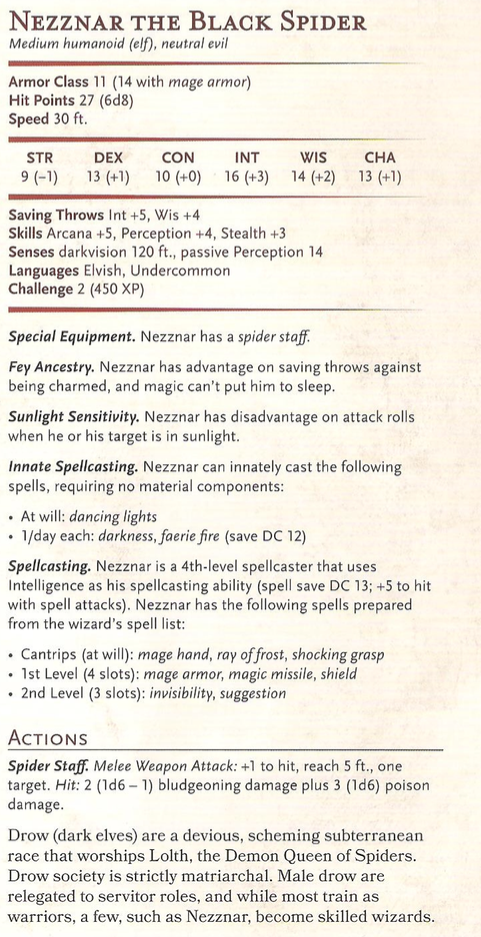 Nezznar the Black Spider
Medium humanoid (elf), neutral evil
Armor Class 11 (14 with mage armor)
Hit Points 27 (6d8)
Speed 30 ft.
STR DEX CON INT WIS CHA
9 (–1) 13 (+1) 10 (+0) 16 (+3) 14 (+2) 13 (+1)
Saving Throws Int +5, Wis +4
Skills Arcana +5, Perception +4, Stealth +3
Senses darkvision 120 ft., passive Perception 14
Languages Elvish, Undercommon
Challenge 2 (450 XP)
Special Equipment. Nezznar has a spider staff.
Fey Ancestry. Nezznar has advantage on saving throws against
being charmed, and magic can't put him to sleep.
Sunlight Sensitivity. Nezznar has disadvantage on attack rolls
when he or his target is in sunlight.
Innate Spellcasting. Nezznar can innately cast the following
spells, requiring no material components:
• At will: dancing lights
• 1/day each: darkness, faerie fire (save DC 12)
Spellcasting. Nezznar is a 4th-level spellcaster that uses
Intelligence as his spellcasting ability (spell save DC 13; +5 to hit
with spell attacks). Nezznar has the following spells prepared
from the wizard's spell list:
• Cantrips (at will): mage hand, ray of frost, shocking grasp
• 1st Level (4 slots): mage armor, magic missile, shield
• 2nd Level (3 slots): invisibility, suggestion
Actions
Spider Staff. Melee Weapon Attack: +1 to hit, reach 5 ft., one
target. Hit: 2 (1d6 – 1) bludgeoning damage plus 3 (1d6) poison
damage.
Drow (dark elves) are a devious, scheming subterranean
race that worships Lolth, the Demon Queen of Spiders.
Drow society is strictly matriarchal. Male drow are
relegated to servitor roles, and while most train as
warriors, a few, such as Nezznar, become skilled wizards.